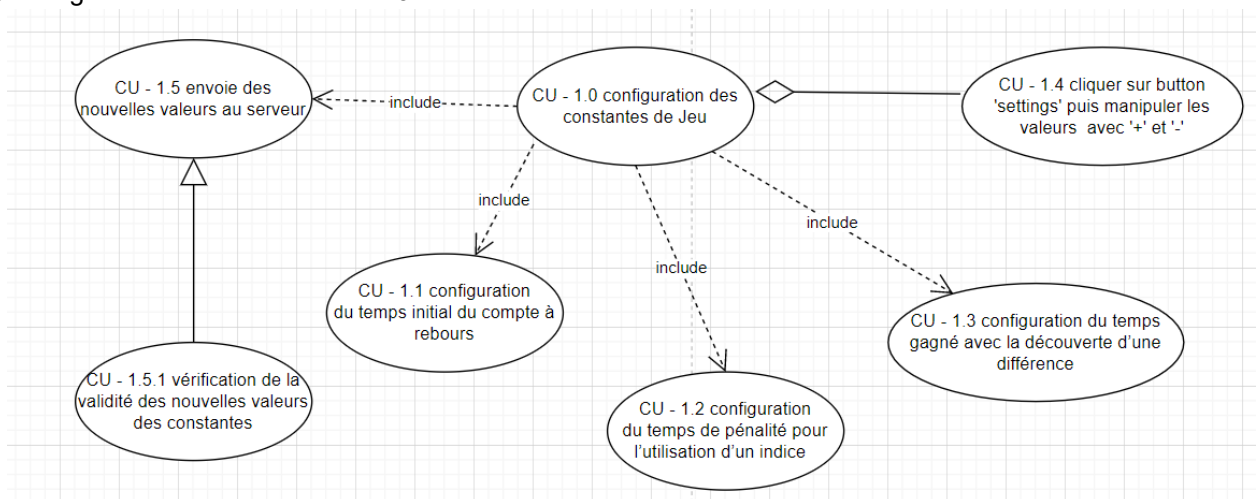 CU - 1.5 envoie des
nouvelles valeurs au serveur
include
CU - 1.0 configuration des
constantes de Jeu
CU - 1.4 cliquer sur button
'settings' puis manipuler les
valeurs avec '+' et '-'
include
include
include
CU - 1.1 configuration
du temps initial du compte à
rebours
CU - 1.3 configuration du temps
gagné avec la découverte d’une
différence
CU - 1.5.1 vérification de la
validité des nouvelles valeurs
des constantes
CU - 1.2 configuration
du temps de pénalité pour
l’utilisation d’un indice